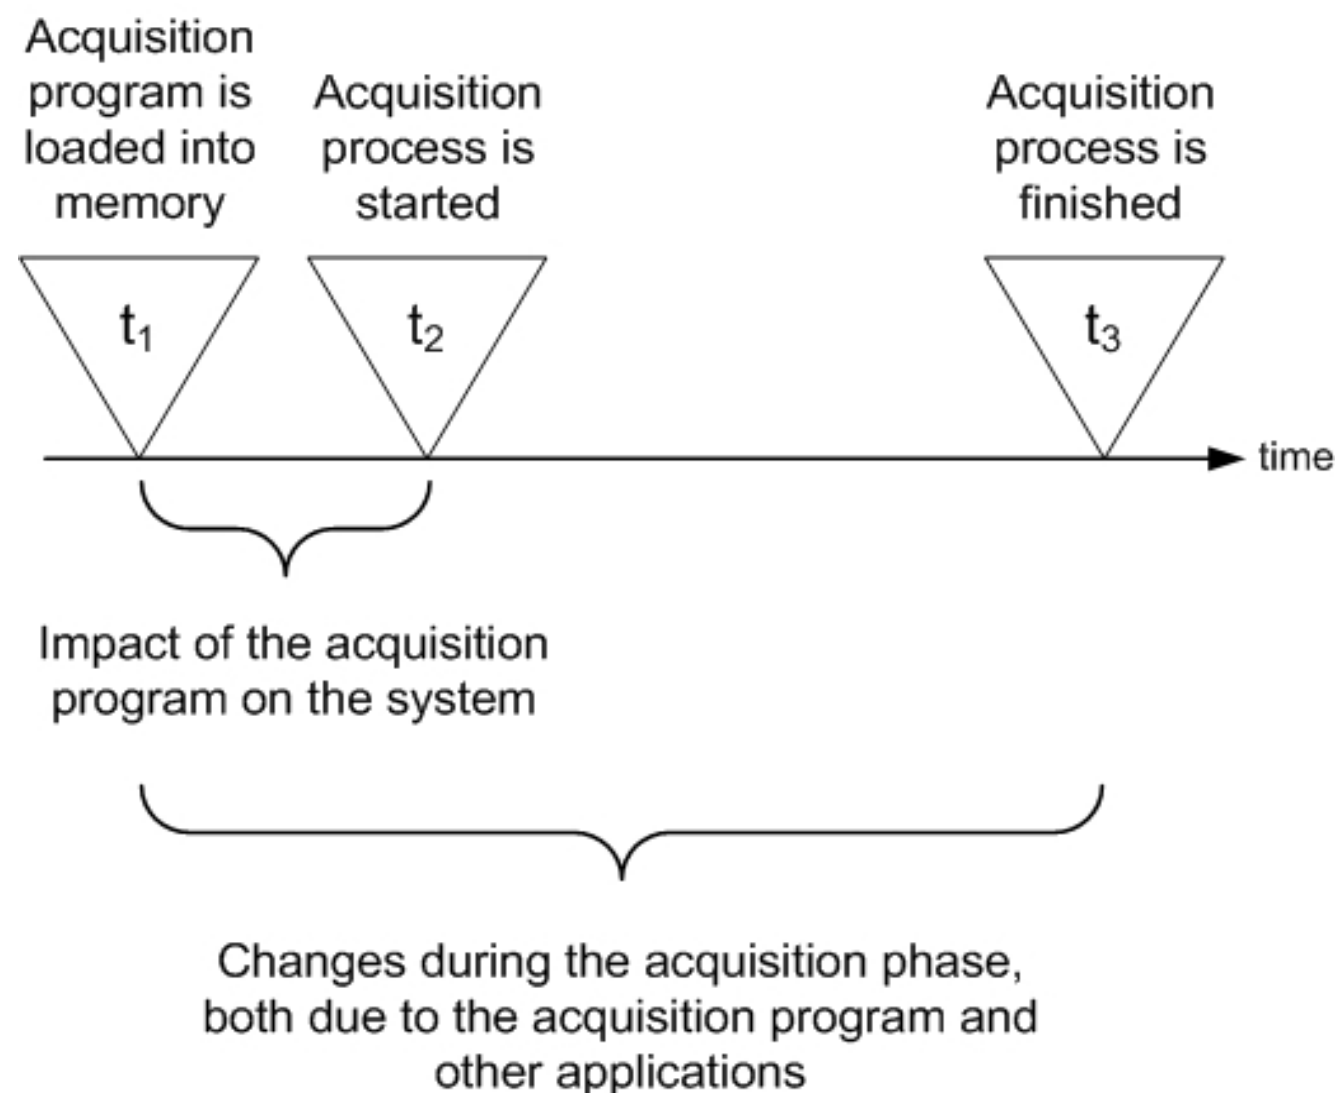 Acquisition
program is
loaded into
memory
Acquisition
process is
started
Acquisition
process is
finished
t₁
t₂
t₃
time
Impact of the acquisition
program on the system
Changes during the acquisition phase,
both due to the acquisition program and
other applications